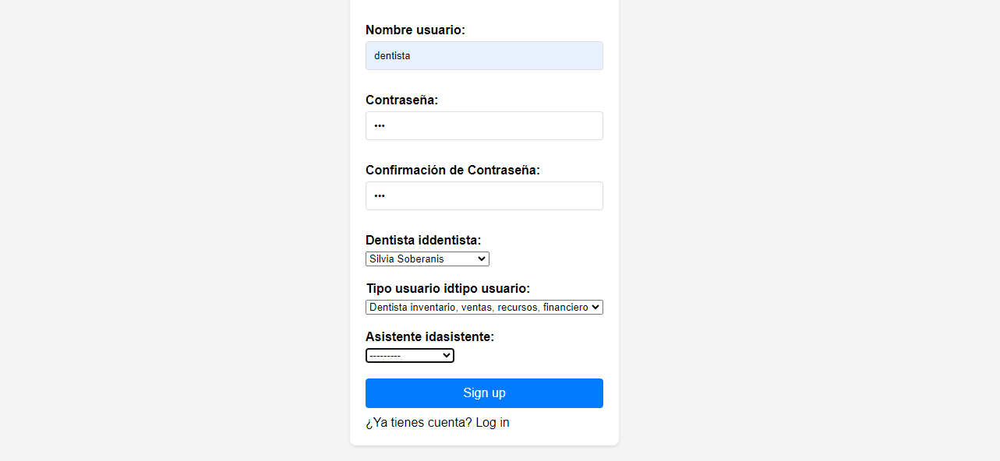 Nombre usuario:
dentista
Contraseña:
•••
Confirmación de Contraseña:
•••
Dentista iddentista:
Silvia Soberanis
Tipo usuario idtipo usuario:
Dentista inventario, ventas, recursos, financiero
Asistente idasistente:
---------
Sign up
¿Ya tienes cuenta? Log in